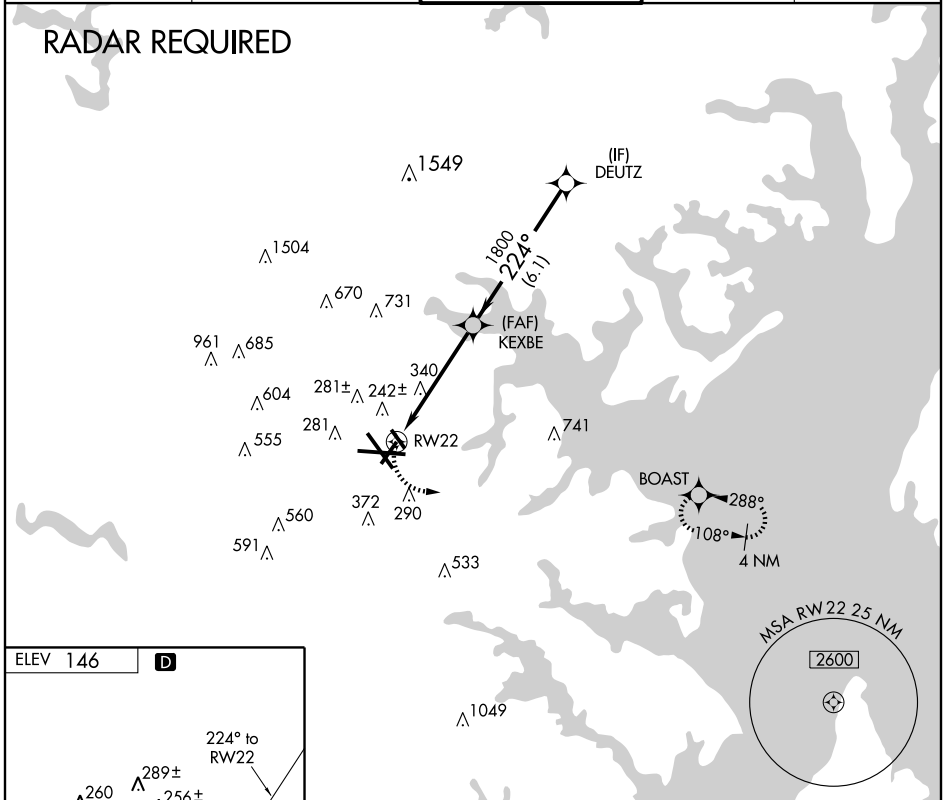 RADAR REQUIRED
(IF)
DEUTZ
1549
1800
224°
(6.1)
1504
670
731
(FAF)
KEXBE
961
685
340
281±
242±
604
281
RW22
741
555
BOAST
288°
372
290
108°
4 NM
560
591
533
MSA RW22 25 NM
2600
ELEV 146
D
1049
224° to
RW22
289±
260
256±